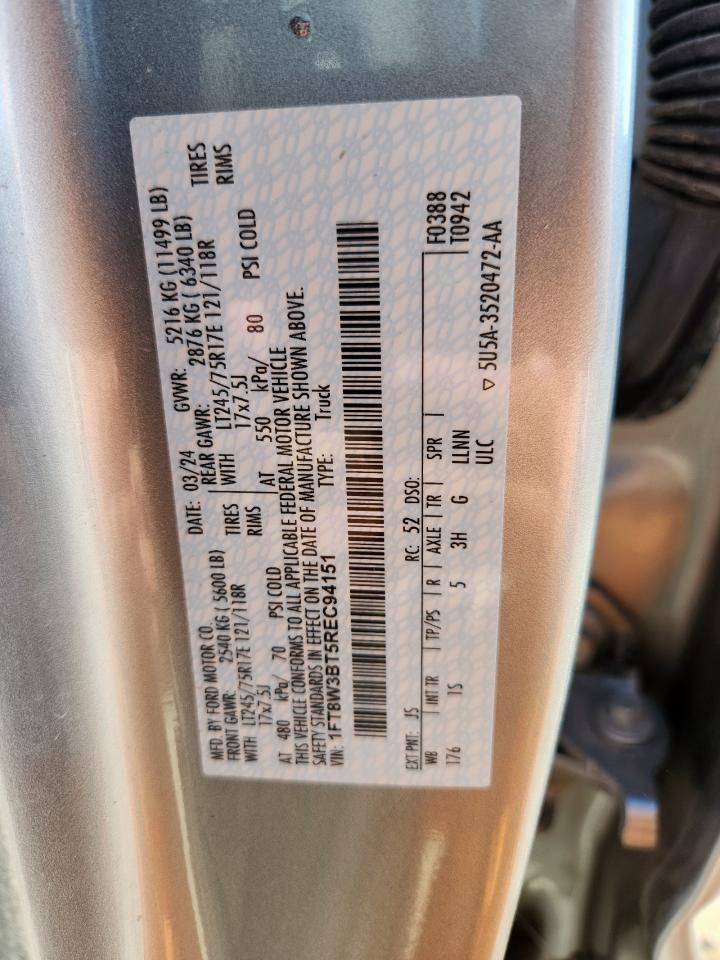 MFD. BY FORD MOTOR CO. DATE: 03/24 GVWR: 5216 KG (11499 LB)
FRONT GAWR: 2540 KG ( 5600 LB) REAR GAWR: 2876 KG ( 6340 LB)
WITH LT245/75R17E 121/118R TIRES WITH LT245/75R17E 121/118R TIRES
17x7.5J RIMS 17x7.5J RIMS
AT 480 kPa/ 70 PSI COLD AT 550 kPa/ 80 PSI COLD
THIS VEHICLE CONFORMS TO ALL APPLICABLE FEDERAL MOTOR VEHICLE
SAFETY STANDARDS IN EFFECT ON THE DATE OF MANUFACTURE SHOWN ABOVE.
VIN: 1FT8W3BT5REC94151 TYPE: Truck
EXT PNT: JS RC: 52 DSO: F0388
WB INT TR TP/PS R AXLE TR SPR T0942
176 1S 5 3H G LLNN
ULC ▽ 5U5A-3520472-AA